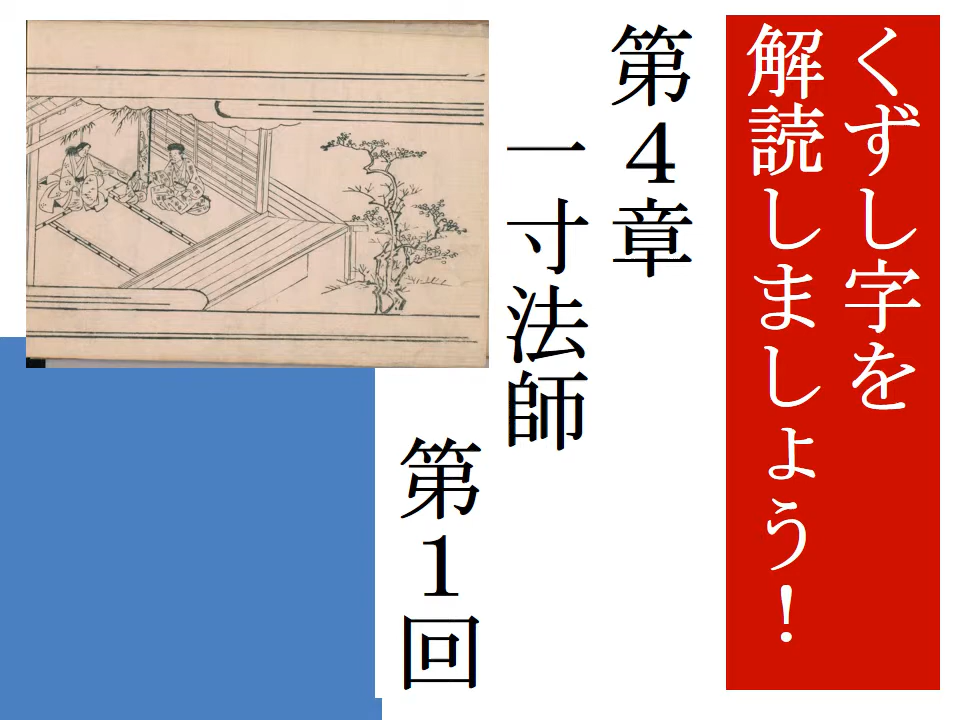 くずし字を
解読しましょう！
第４章
一寸法師
第１回